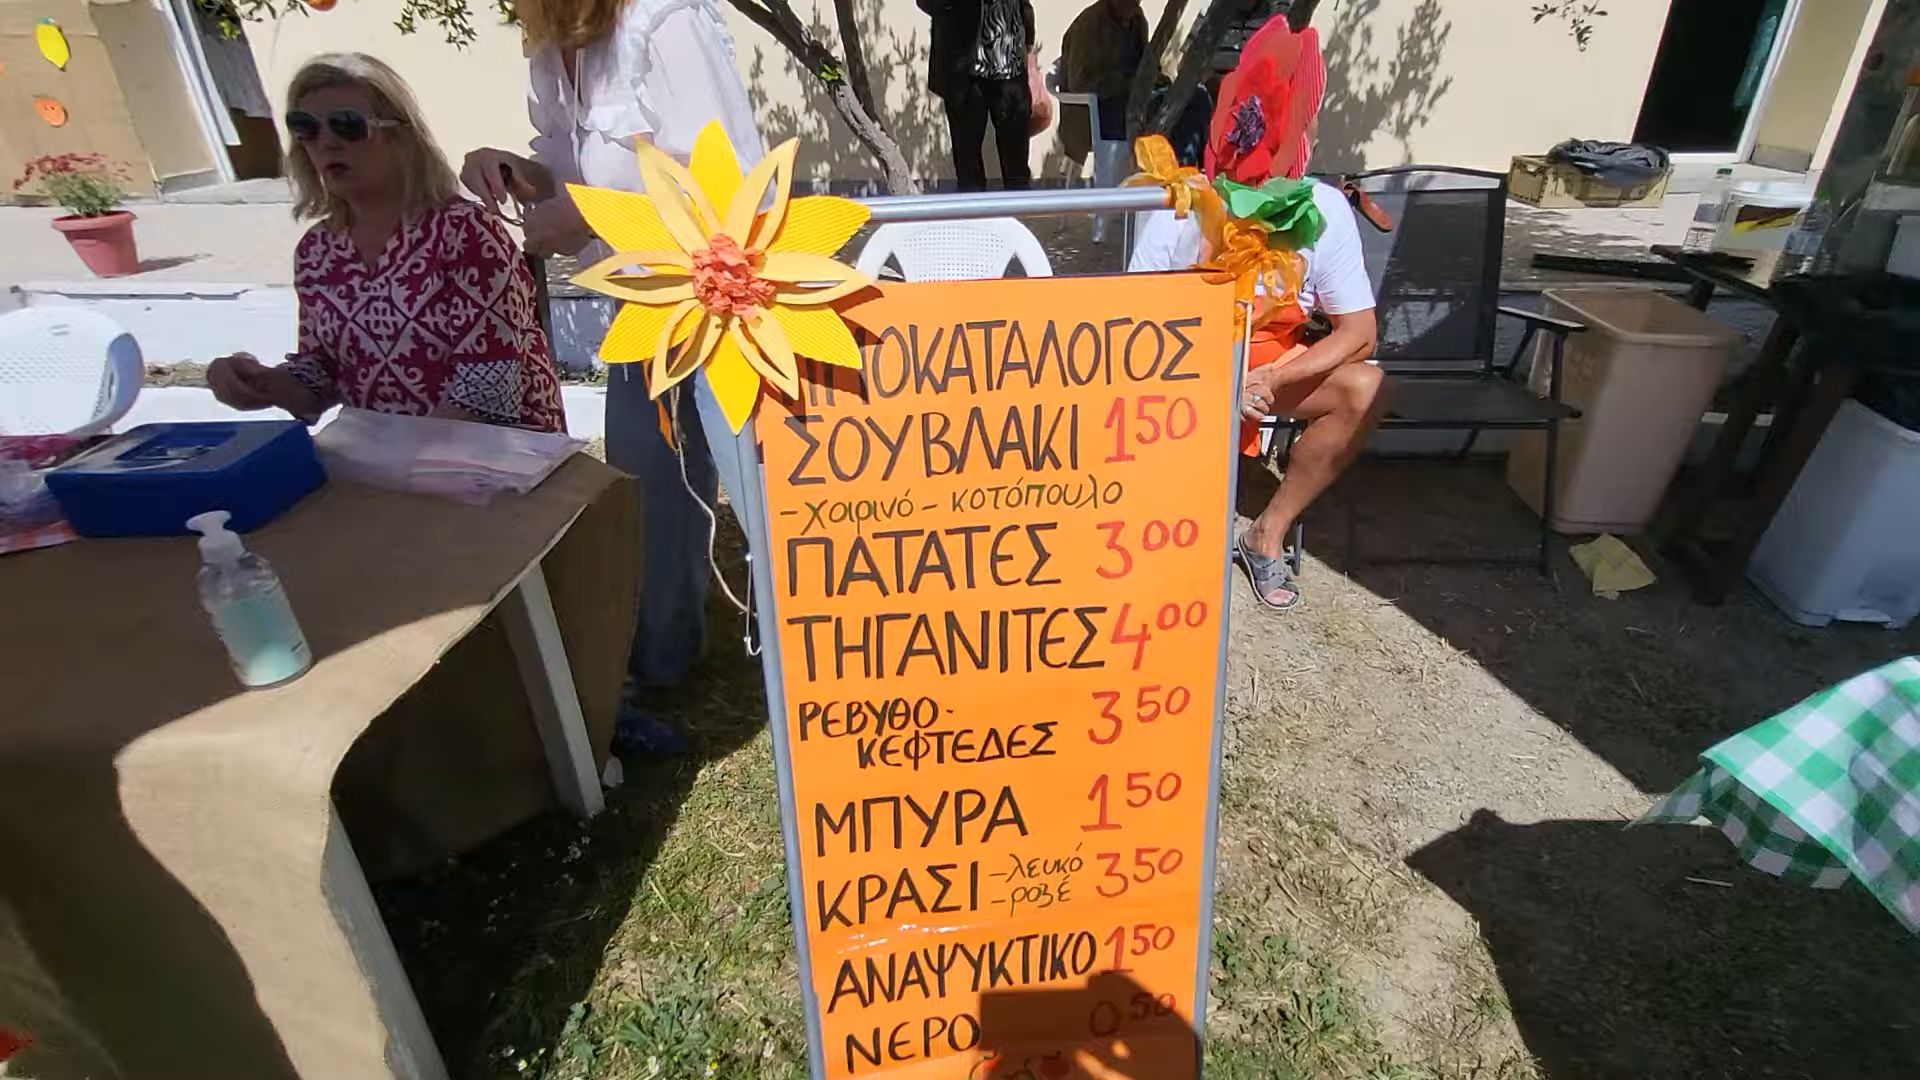 ΣΟΥΒΛΑΚΙ 1⁵⁰
-χοιρινό - κοτόπουλο
ΠΑΤΑΤΕΣ 3⁰⁰
ΤΗΓΑΝΙΤΕΣ 4⁰⁰
ΡΕΒΥΘΟ-
ΚΕΦΤΕΔΕΣ 3⁵⁰
ΜΠΥΡΑ 1⁵⁰
ΚΡΑΣΙ -λευκό 3⁵⁰
-ροζέ
ΑΝΑΨΥΚΤΙΚΟ 1⁵⁰
ΝΕΡΟ 0⁵⁰